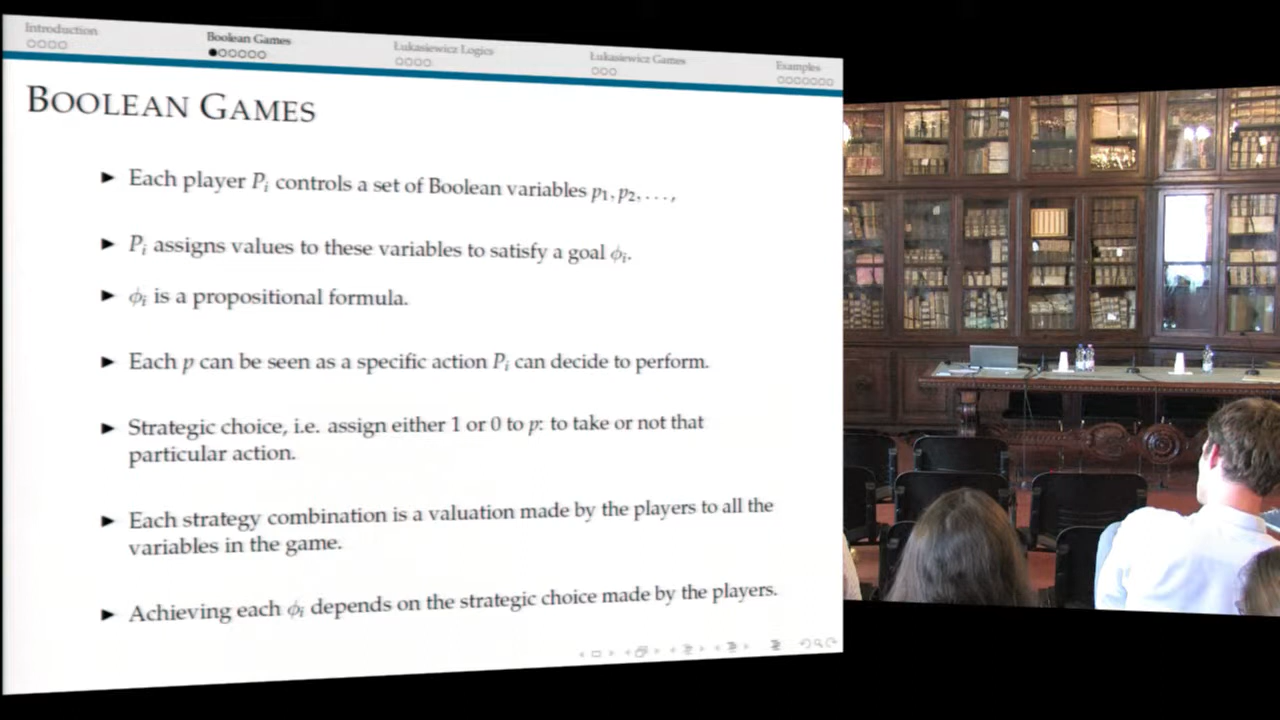 Introduction
Boolean Games
Łukasiewicz Logics
Łukasiewicz Games
Examples
BOOLEAN GAMES
► Each player Pᵢ controls a set of Boolean variables p₁, p₂, . . . ,
► Pᵢ assigns values to these variables to satisfy a goal ϕᵢ.
► ϕᵢ is a propositional formula.
► Each p can be seen as a specific action Pᵢ can decide to perform.
► Strategic choice, i.e. assign either 1 or 0 to p: to take or not that
particular action.
► Each strategy combination is a valuation made by the players to all the
variables in the game.
► Achieving each ϕᵢ depends on the strategic choice made by the players.